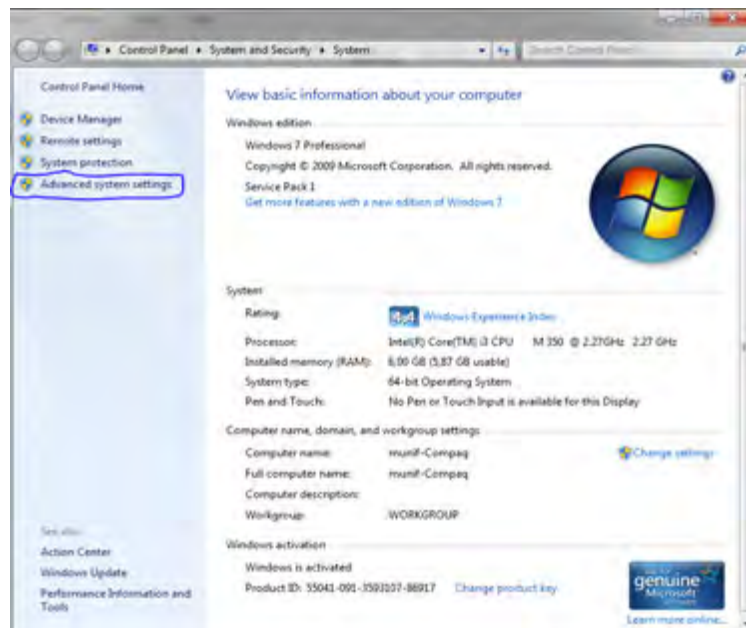 Control Panel ▸ System and Security ▸ System
Search Control Panel
Control Panel Home
Device Manager
Remote settings
System protection
Advanced system settings
View basic information about your computer
Windows edition
Windows 7 Professional
Copyright © 2009 Microsoft Corporation. All rights reserved.
Service Pack 1
Get more features with a new edition of Windows 7
System
Rating: 4,4 Windows Experience Index
Processor: Intel(R) Core(TM) i3 CPU M 350 @ 2.27GHz 2.27 GHz
Installed memory (RAM): 6,00 GB (5,87 GB usable)
System type: 64-bit Operating System
Pen and Touch: No Pen or Touch Input is available for this Display
Computer name, domain, and workgroup settings
Computer name: munif-Compaq Change settings
Full computer name: munif-Compaq
Computer description:
Workgroup: WORKGROUP
Windows activation
Windows is activated
Product ID: 55041-091-3593107-86917 Change product key
See also
Action Center
Windows Update
Performance Information and
Tools
genuine
Microsoft
Learn more online...